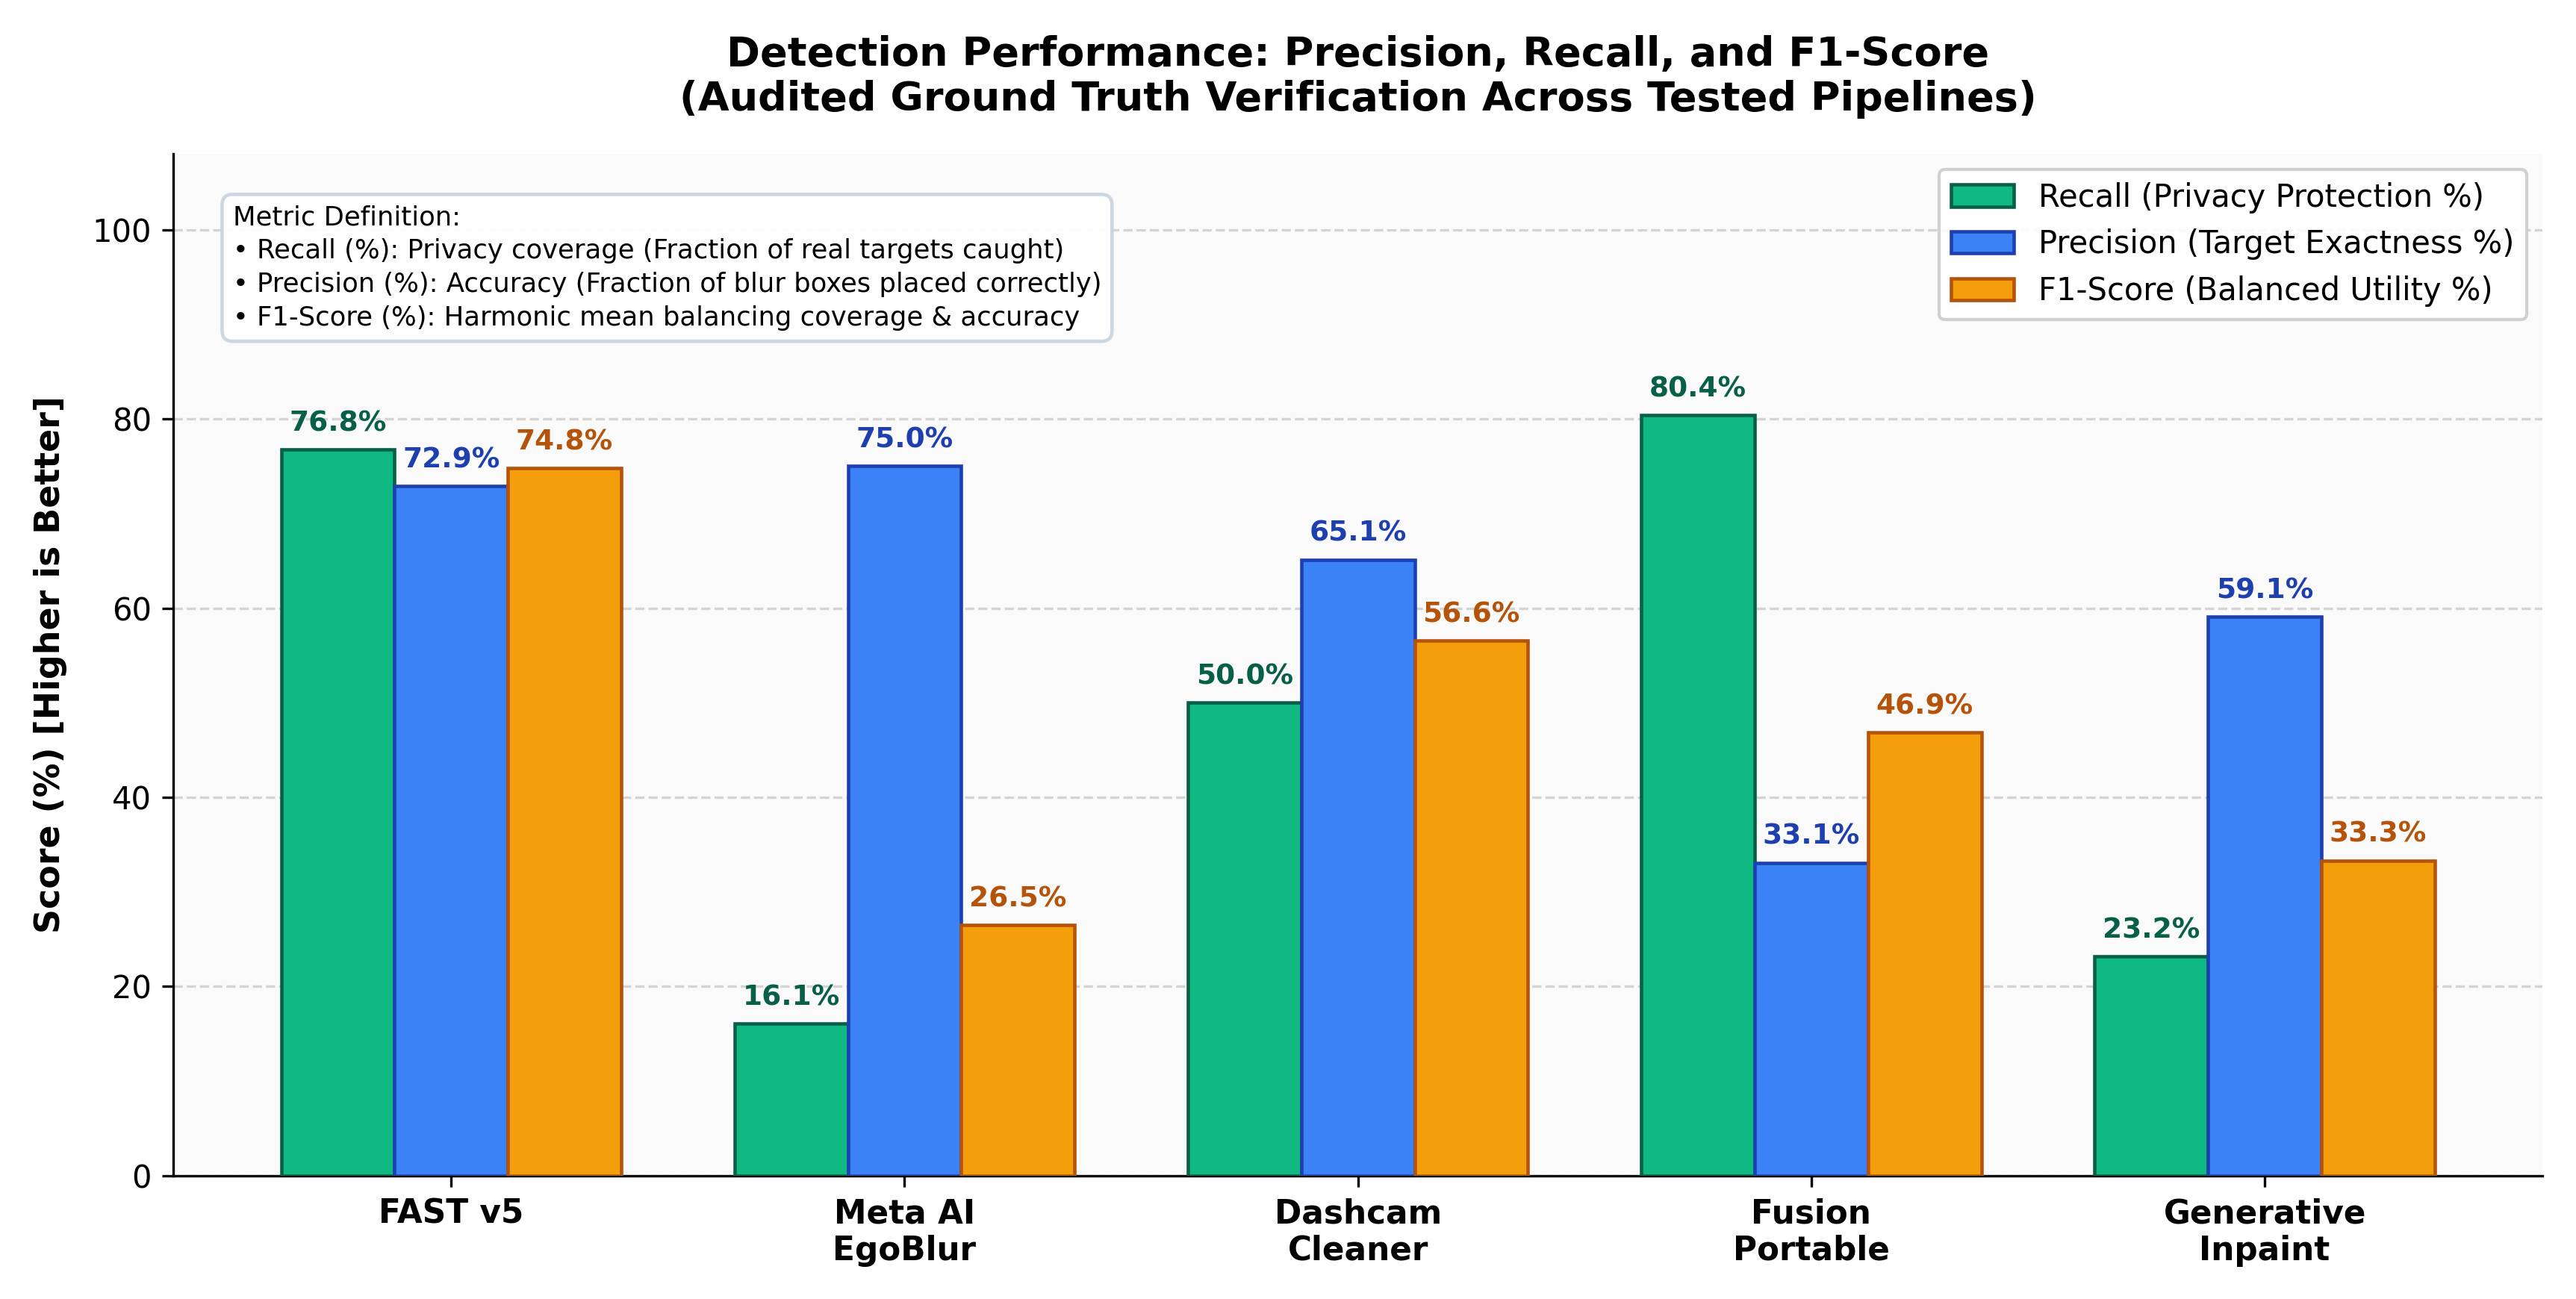 Detection Performance: Precision, Recall, and F1-Score
(Audited Ground Truth Verification Across Tested Pipelines)
Metric Definition:
• Recall (%): Privacy coverage (Fraction of real targets caught)
• Precision (%): Accuracy (Fraction of blur boxes placed correctly)
• F1-Score (%): Harmonic mean balancing coverage & accuracy
Recall (Privacy Protection %)
Precision (Target Exactness %)
F1-Score (Balanced Utility %)
Score (%) [Higher is Better]
100
80
60
40
20
0
76.8%
72.9%
74.8%
16.1%
75.0%
26.5%
50.0%
65.1%
56.6%
80.4%
33.1%
46.9%
23.2%
59.1%
33.3%
FAST v5
Meta AI
EgoBlur
Dashcam
Cleaner
Fusion
Portable
Generative
Inpaint